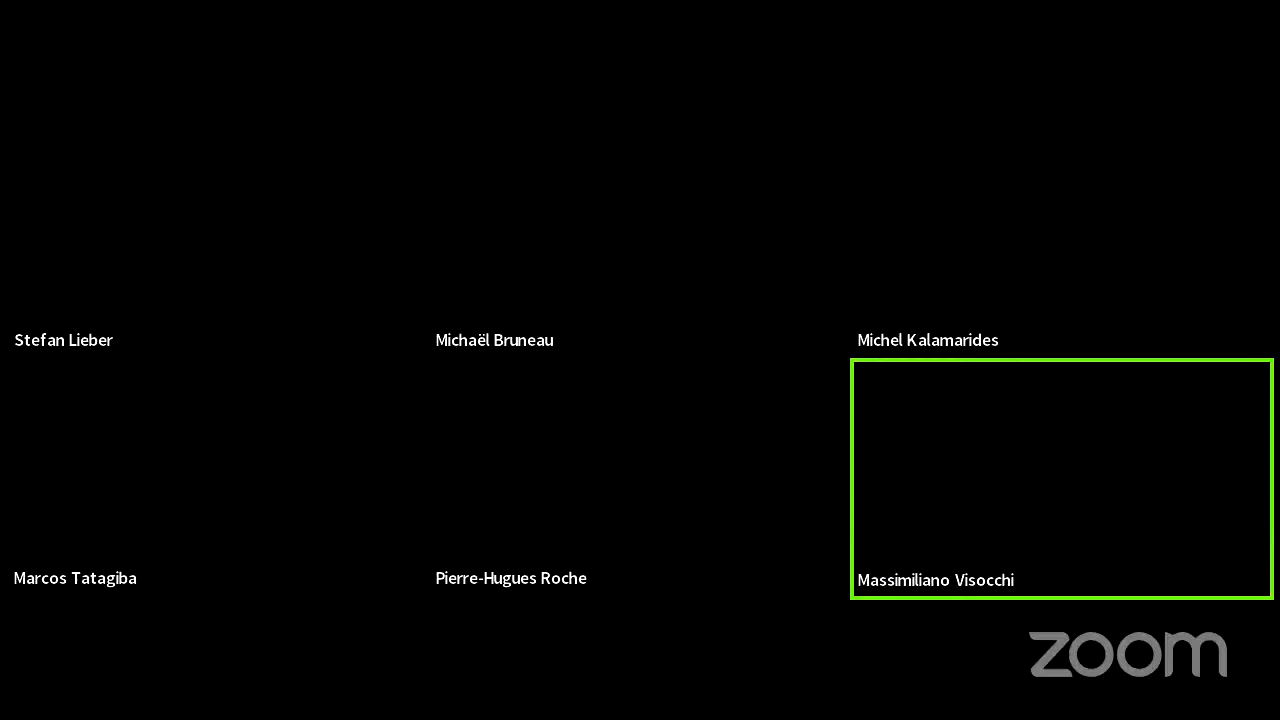 Stefan Lieber
Michaël Bruneau
Michel Kalamarides
Marcos Tatagiba
Pierre-Hugues Roche
Massimiliano Visocchi
zoom